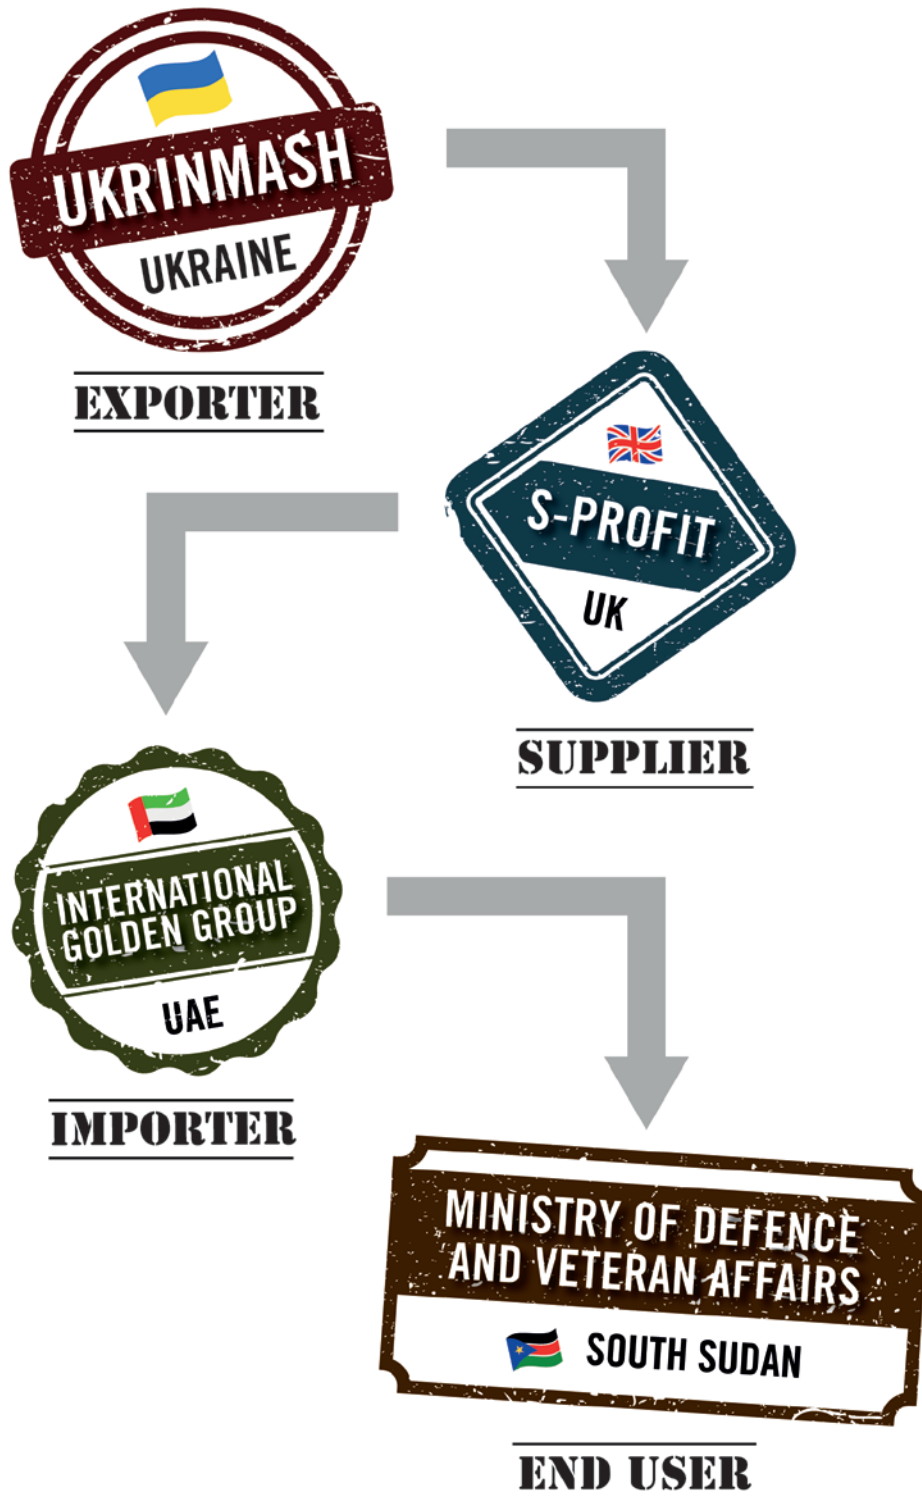 UKRINMASH
UKRAINE
EXPORTER
S-PROFIT
UK
SUPPLIER
INTERNATIONAL
GOLDEN GROUP
UAE
IMPORTER
MINISTRY OF DEFENCE
AND VETERAN AFFAIRS
SOUTH SUDAN
END USER